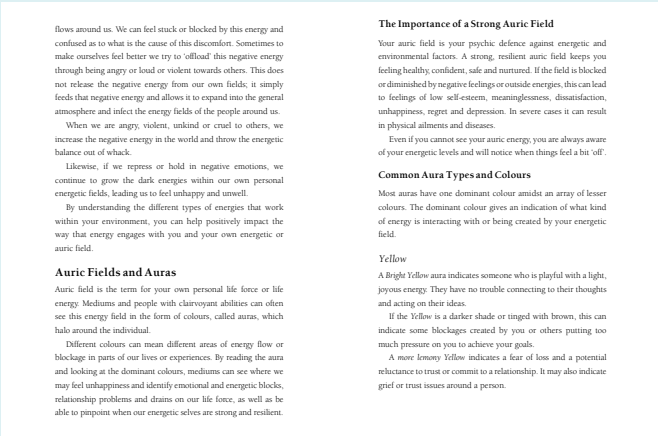 flows around us. We can feel stuck or blocked by this energy and
confused as to what is the cause of this discomfort. Sometimes to
make ourselves feel better we try to ‘offload’ this negative energy
through being angry or loud or violent towards others. This does
not release the negative energy from our own fields; it simply
feeds that negative energy and allows it to expand into the general
atmosphere and infect the energy fields of the people around us.
When we are angry, violent, unkind or cruel to others, we
increase the negative energy in the world and throw the energetic
balance out of whack.
Likewise, if we repress or hold in negative emotions, we
continue to grow the dark energies within our own personal
energetic fields, leading us to feel unhappy and unwell.
By understanding the different types of energies that work
within your environment, you can help positively impact the
way that energy engages with you and your own energetic or
auric field.
Auric Fields and Auras
Auric field is the term for your own personal life force or life
energy. Mediums and people with clairvoyant abilities can often
see this energy field in the form of colours, called auras, which
halo around the individual.
Different colours can mean different areas of energy flow or
blockage in parts of our lives or experiences. By reading the aura
and looking at the dominant colours, mediums can see where we
may feel unhappiness and identify emotional and energetic blocks,
relationship problems and drains on our life force, as well as be
able to pinpoint when our energetic selves are strong and resilient.
The Importance of a Strong Auric Field
Your auric field is your psychic defence against energetic and
environmental factors. A strong, resilient auric field keeps you
feeling healthy, confident, safe and nurtured. If the field is blocked
or diminished by negative feelings or outside energies, this can lead
to feelings of low self-esteem, meaninglessness, dissatisfaction,
unhappiness, regret and depression. In severe cases it can result
in physical ailments and diseases.
Even if you cannot see your auric energy, you are always aware
of your energetic levels and will notice when things feel a bit ‘off’.
Common Aura Types and Colours
Most auras have one dominant colour amidst an array of lesser
colours. The dominant colour gives an indication of what kind
of energy is interacting with or being created by your energetic
field.
Yellow
A Bright Yellow aura indicates someone who is playful with a light,
joyous energy. They have no trouble connecting to their thoughts
and acting on their ideas.
If the Yellow is a darker shade or tinged with brown, this can
indicate some blockages created by you or others putting too
much pressure on you to achieve your goals.
A more lemony Yellow indicates a fear of loss and a potential
reluctance to trust or commit to a relationship. It may also indicate
grief or trust issues around a person.